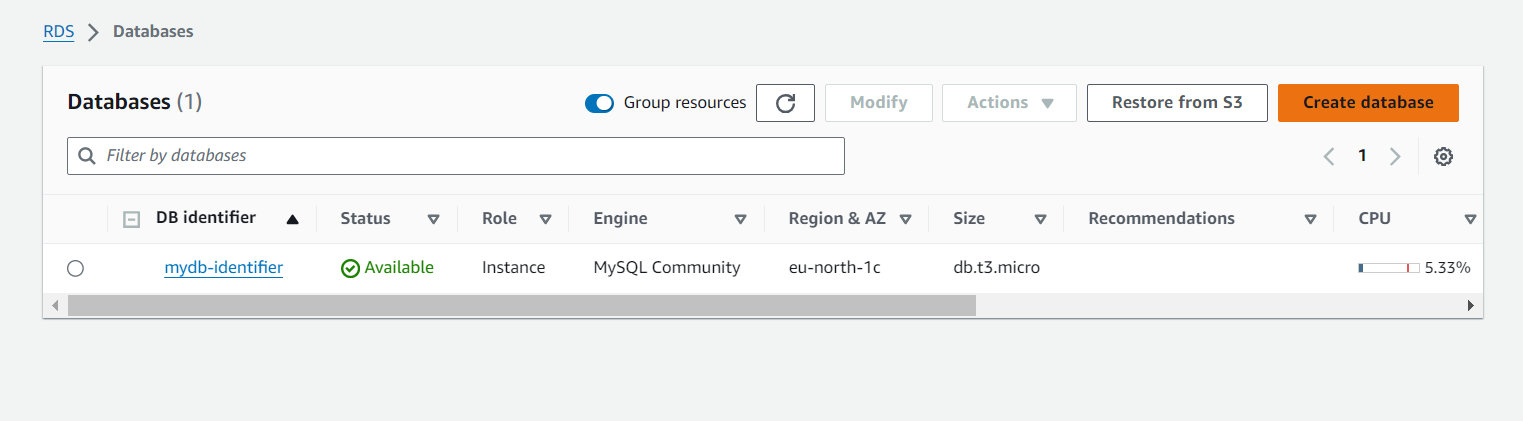 RDS > Databases
Databases (1) Group resources Modify Actions Restore from S3 Create database
Filter by databases 1
DB identifier Status Role Engine Region & AZ Size Recommendations CPU
mydb-identifier Available Instance MySQL Community eu-north-1c db.t3.micro 5.33%